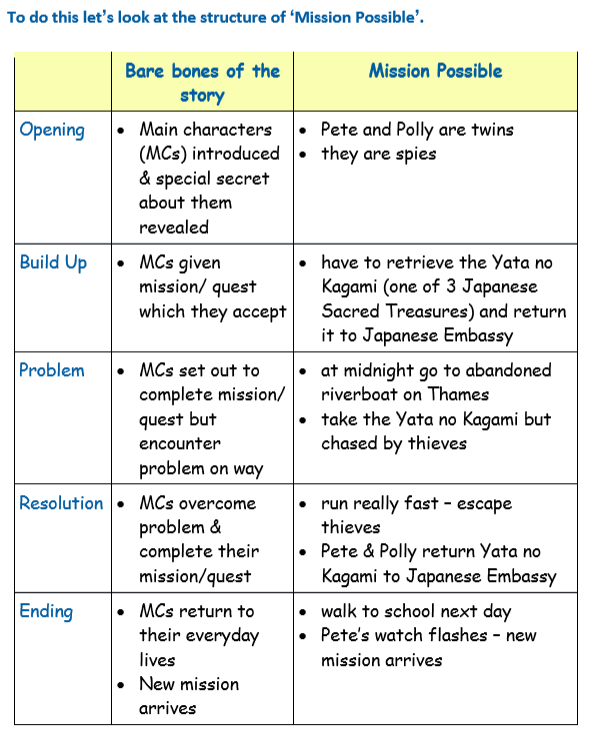 To do this let's look at the structure of 'Mission Possible'.
Bare bones of the
story
Mission Possible
Opening
• Main characters
(MCs) introduced
& special secret
about them
revealed
• Pete and Polly are twins
• they are spies
Build Up
• MCs given
mission/ quest
which they accept
• have to retrieve the Yata no
Kagami (one of 3 Japanese
Sacred Treasures) and return
it to Japanese Embassy
Problem
• MCs set out to
complete mission/
quest but
encounter
problem on way
• at midnight go to abandoned
riverboat on Thames
• take the Yata no Kagami but
chased by thieves
Resolution
• MCs overcome
problem &
complete their
mission/quest
• run really fast – escape
thieves
• Pete & Polly return Yata no
Kagami to Japanese Embassy
Ending
• MCs return to
their everyday
lives
• New mission
arrives
• walk to school next day
• Pete's watch flashes – new
mission arrives